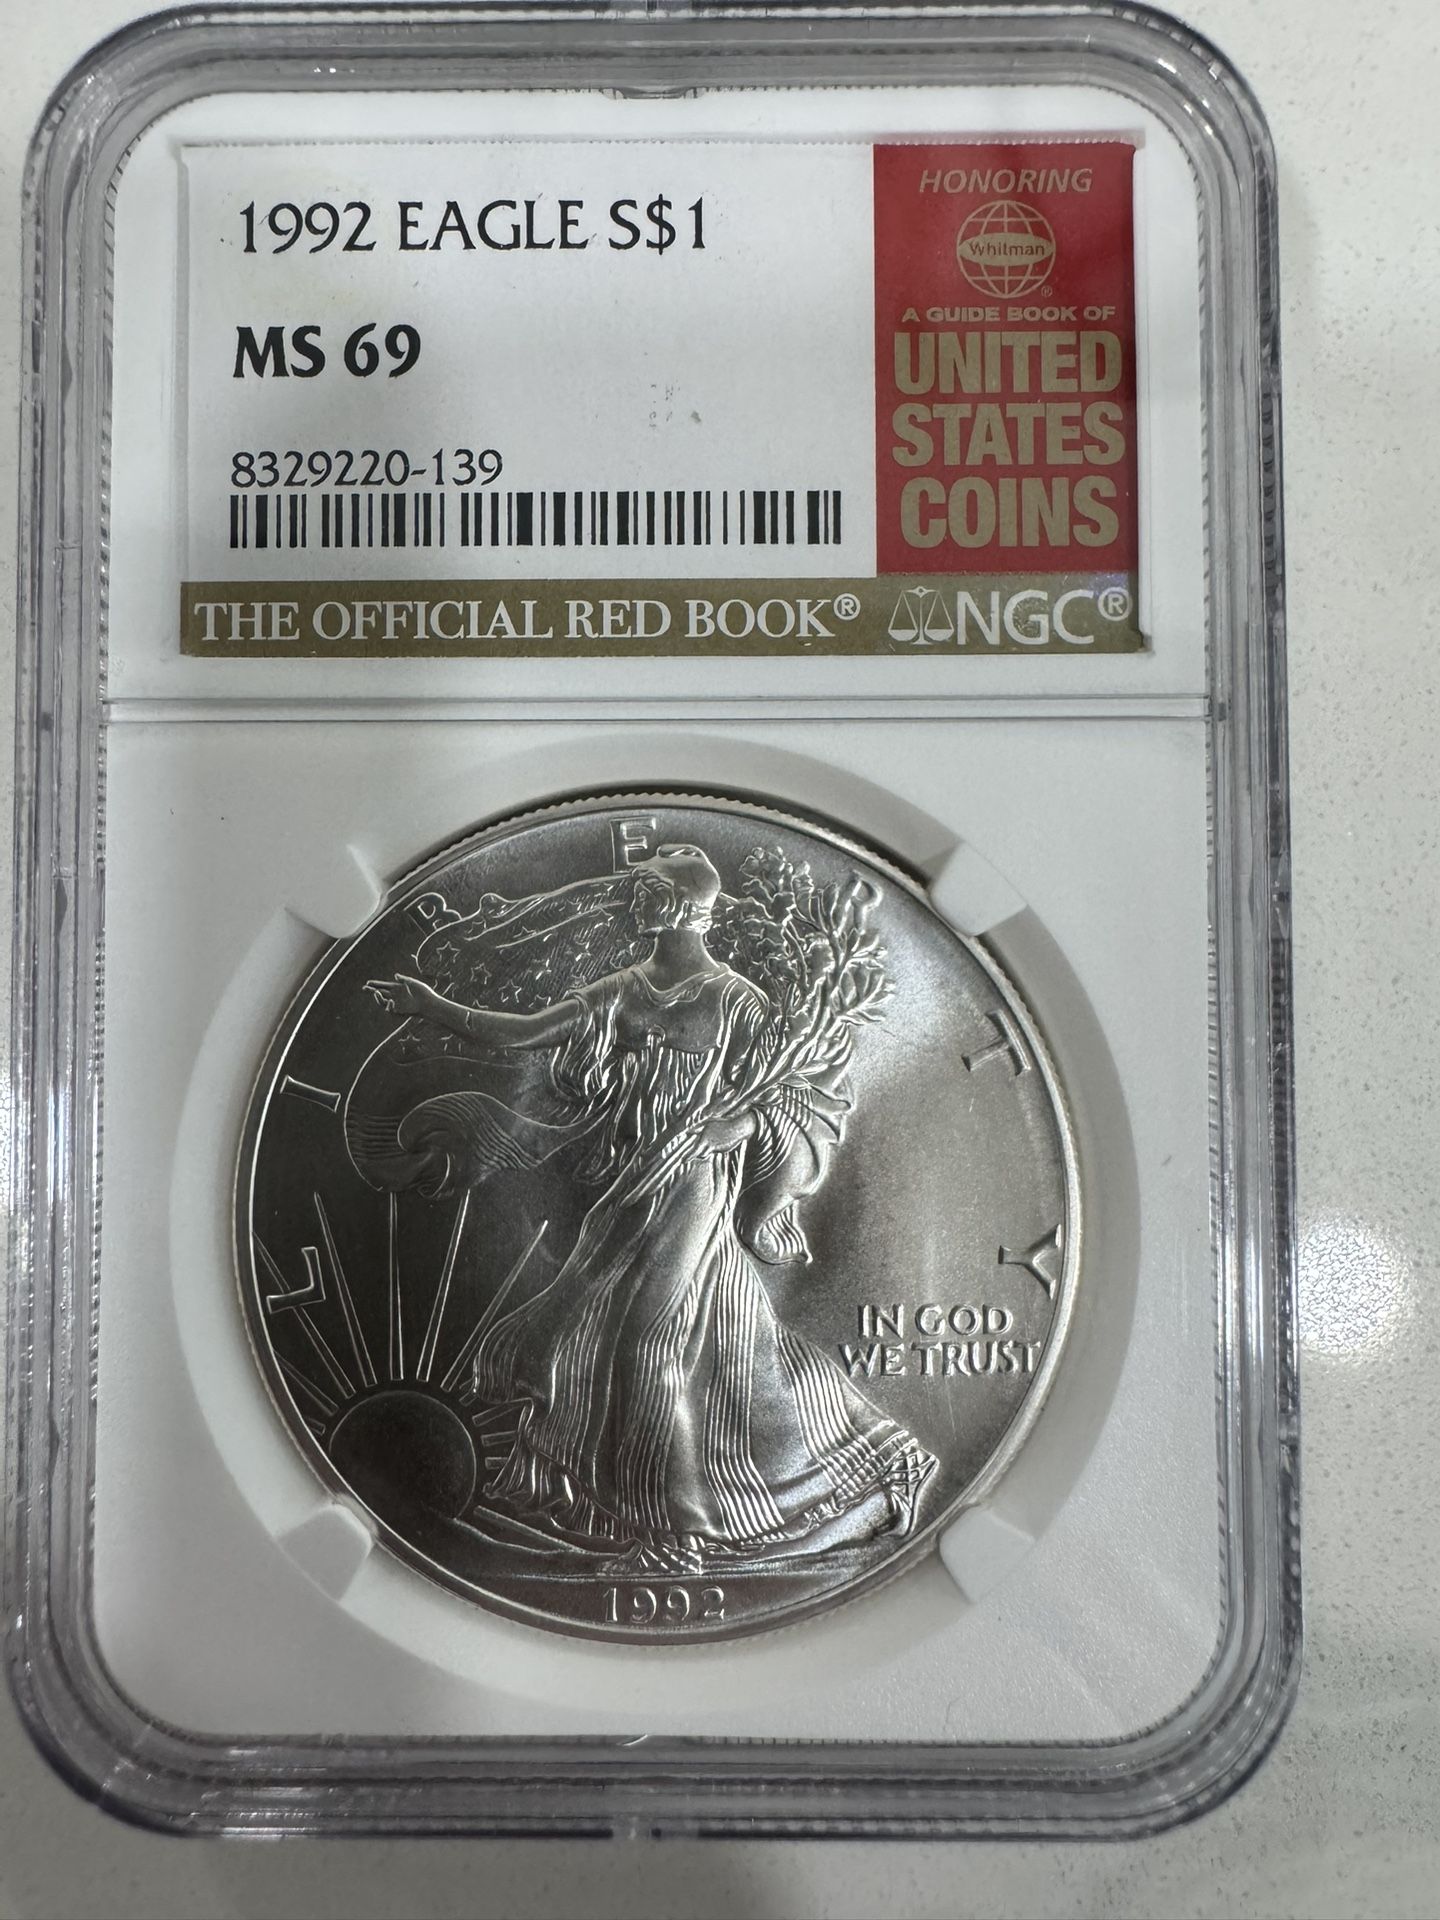 1992 EAGLE S$1
MS 69
8329220-139
HONORING
Whitman®
A GUIDE BOOK OF
UNITED
STATES
COINS
THE OFFICIAL RED BOOK® NGC®
LIBERTY
IN GOD
WE TRUST
1992